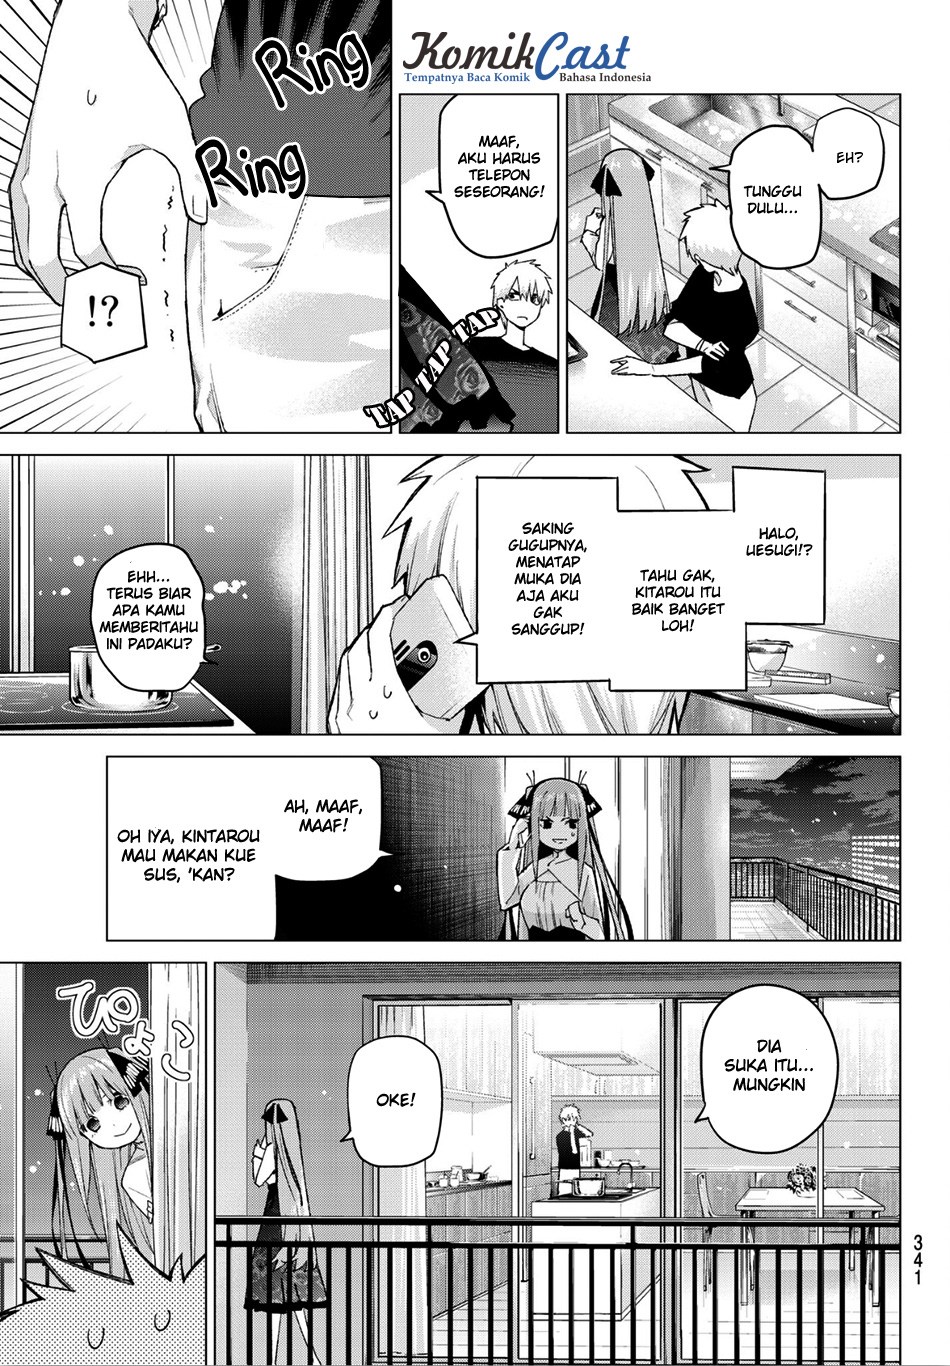 KomikCast
Tempatnya Baca Komik Bahasa Indonesia
EH?
TUNGGU
DULU...
MAAF,
AKU HARUS
TELEPON
SESEORANG!
TAP TAP TAP
Ring
Ring
!?
HALO,
UESUGI!?
TAHU GAK,
KITAROU ITU
BAIK BANGET
LOH!
SAKING
GUGUPNYA,
MENATAP
MUKA DIA
AJA AKU
GAK
SANGGUP!
EHH...
TERUS BIAR
APA KAMU
MEMBERITAHU
INI PADAKU?
AH, MAAF,
MAAF!
OH IYA, KINTAROU
MAU MAKAN KUE
SUS, 'KAN?
DIA
SUKA ITU...
MUNGKIN
OKE!
ぴょこ
341